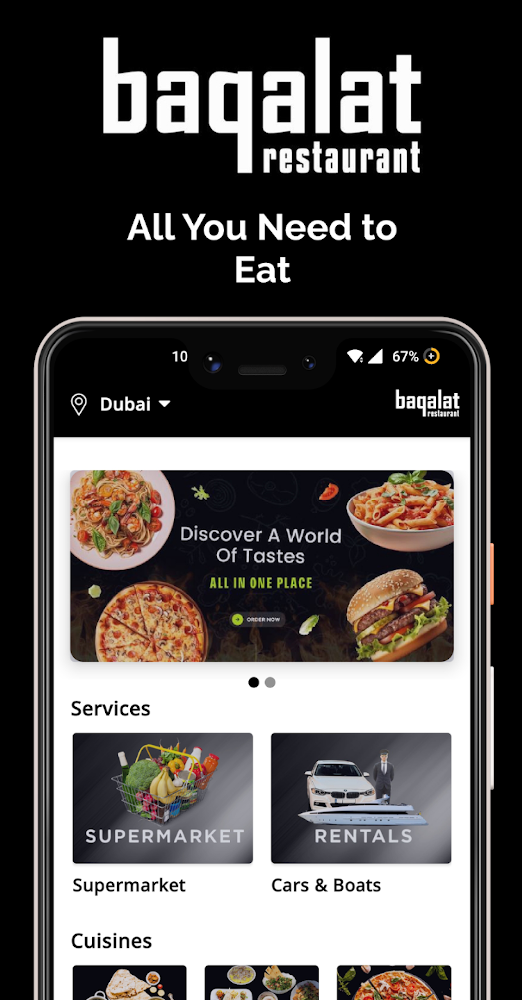 baqalat
restaurant
All You Need to
Eat
10
67%
Dubai
baqalat
restaurant
Discover A World
Of Tastes
ALL IN ONE PLACE
ORDER NOW
Services
SUPERMARKET
RENTALS
Supermarket
Cars & Boats
Cuisines